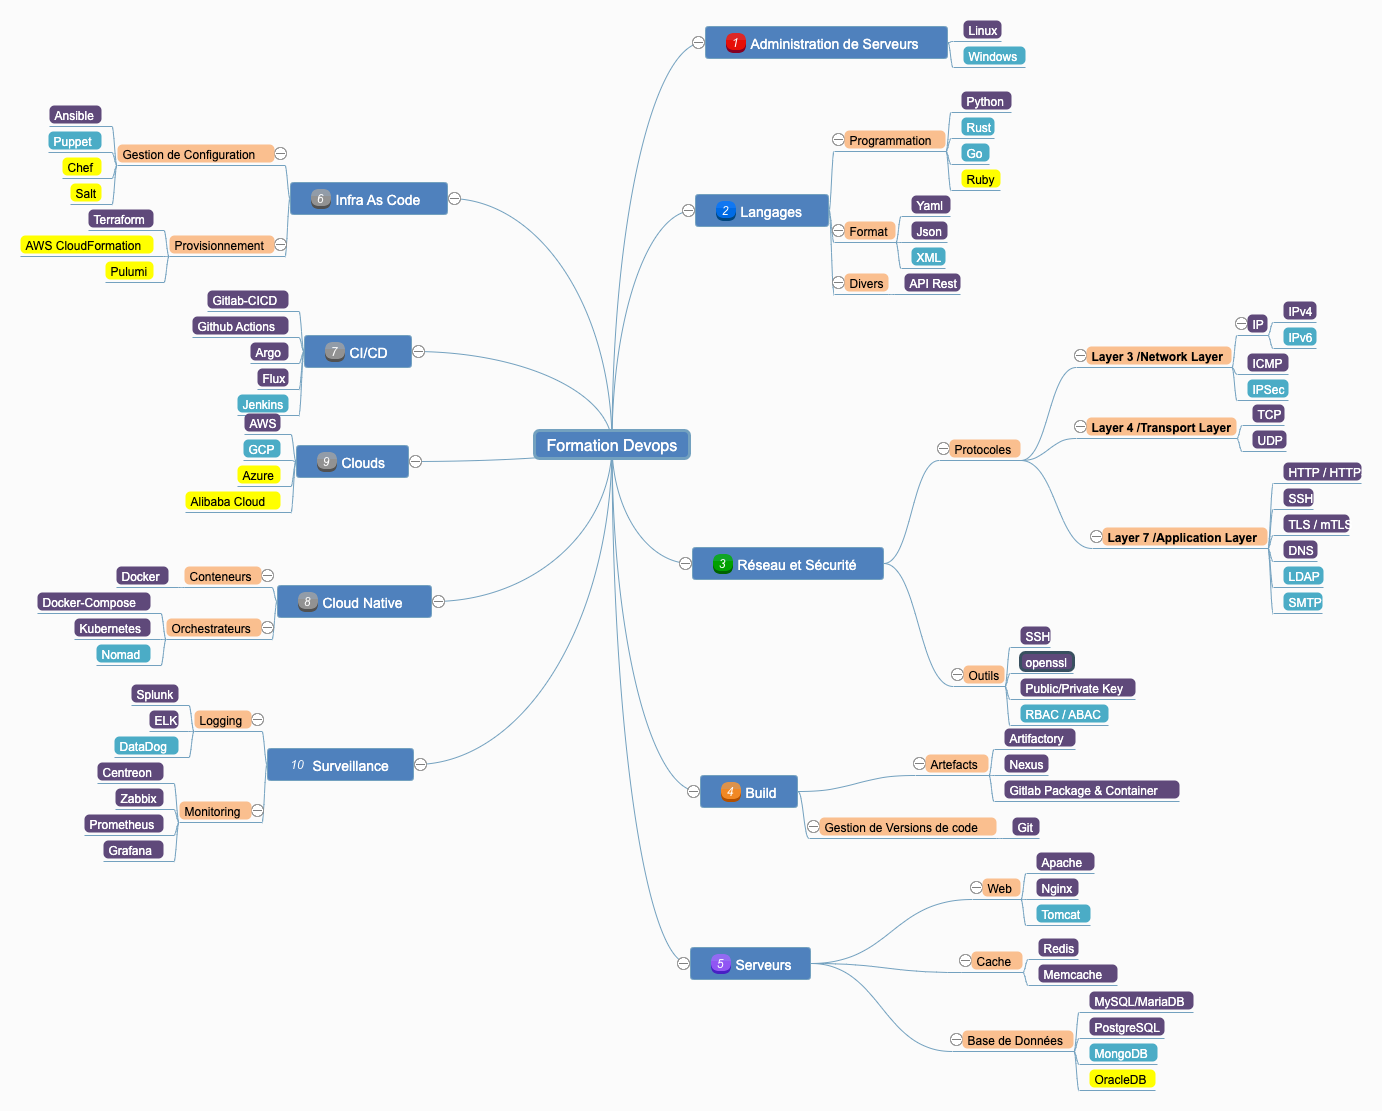 Formation Devops
1 Administration de Serveurs
Linux
Windows
2 Langages
Programmation
Python
Rust
Go
Ruby
Format
Yaml
Json
XML
Divers
API Rest
3 Réseau et Sécurité
Protocoles
Layer 3 /Network Layer
IP
IPv4
IPv6
ICMP
IPSec
Layer 4 /Transport Layer
TCP
UDP
Layer 7 /Application Layer
HTTP / HTTP
SSH
TLS / mTLS
DNS
LDAP
SMTP
Outils
SSH
openssl
Public/Private Key
RBAC / ABAC
4 Build
Artefacts
Artifactory
Nexus
Gitlab Package & Container
Gestion de Versions de code
Git
5 Serveurs
Web
Apache
Nginx
Tomcat
Cache
Redis
Memcache
Base de Données
MySQL/MariaDB
PostgreSQL
MongoDB
OracleDB
6 Infra As Code
Gestion de Configuration
Ansible
Puppet
Chef
Salt
Provisionnement
Terraform
AWS CloudFormation
Pulumi
7 CI/CD
Gitlab-CICD
Github Actions
Argo
Flux
Jenkins
9 Clouds
AWS
GCP
Azure
Alibaba Cloud
8 Cloud Native
Conteneurs
Docker
Orchestrateurs
Docker-Compose
Kubernetes
Nomad
10 Surveillance
Logging
Splunk
ELK
DataDog
Monitoring
Centreon
Zabbix
Prometheus
Grafana